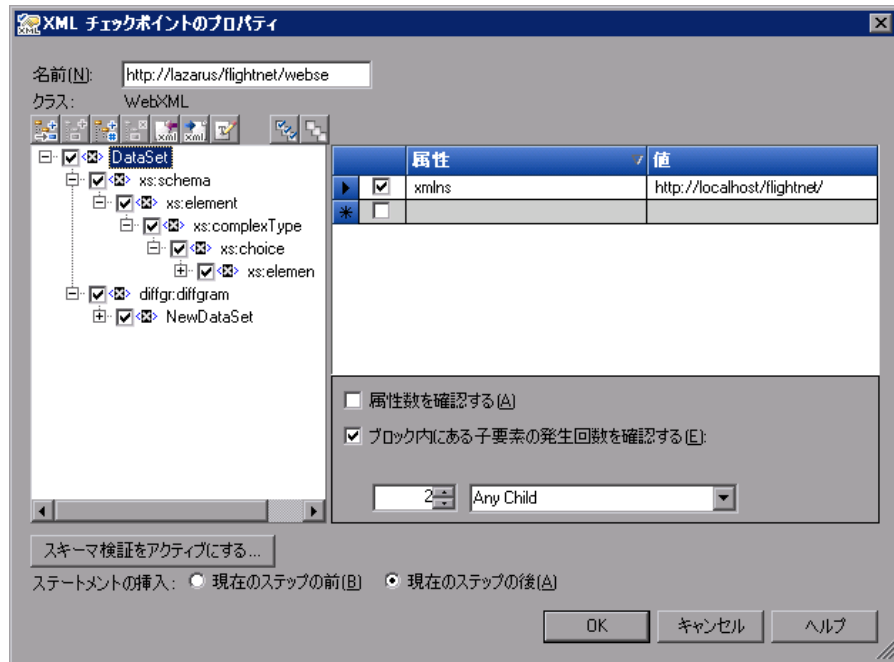 XML チェックポイントのプロパティ
名前(N): http://lazarus/flightnet/webse
クラス: WebXML
DataSet
xs:schema
xs:element
xs:complexType
xs:choice
xs:elemen
diffgr:diffgram
NewDataSet
属性 値
xmlns http://localhost/flightnet/
属性数を確認する(A)
ブロック内にある子要素の発生回数を確認する(E):
2 Any Child
スキーマ検証をアクティブにする...
ステートメントの挿入: 現在のステップの前(B) 現在のステップの後(A)
OK キャンセル ヘルプ